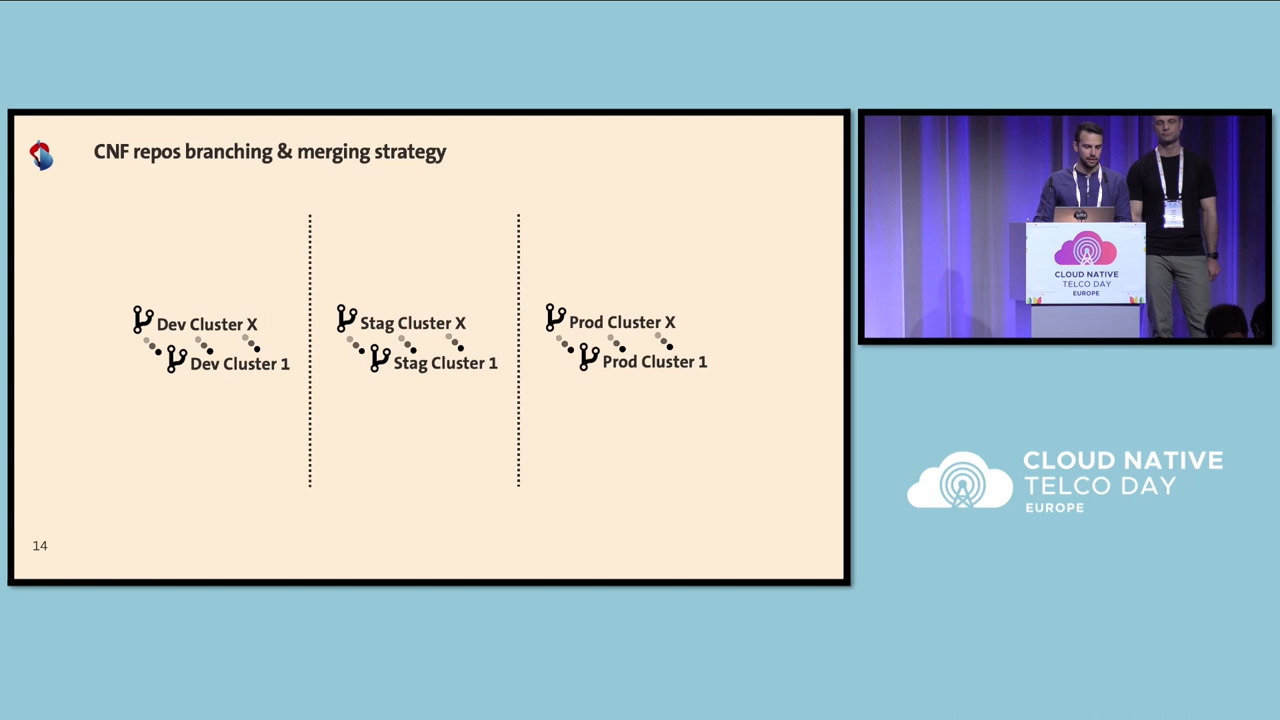 CNF repos branching & merging strategy
Dev Cluster X
Dev Cluster 1
Stag Cluster X
Stag Cluster 1
Prod Cluster X
Prod Cluster 1
14
CLOUD NATIVE
TELCO DAY
EUROPE
CLOUD NATIVE
TELCO DAY
EUROPE